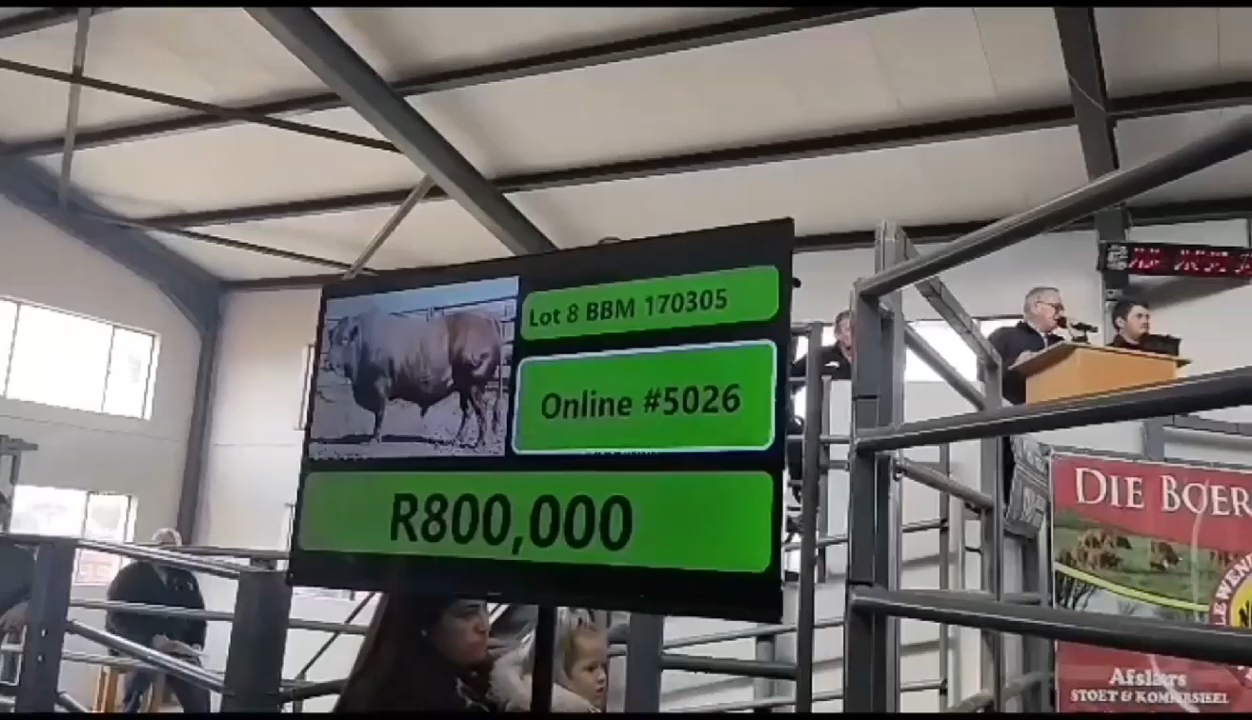 Lot 8 BBM 170305
Online #5026
R800,000
DIE BOER
Afslaers
STOET & KOMMERSIEEL